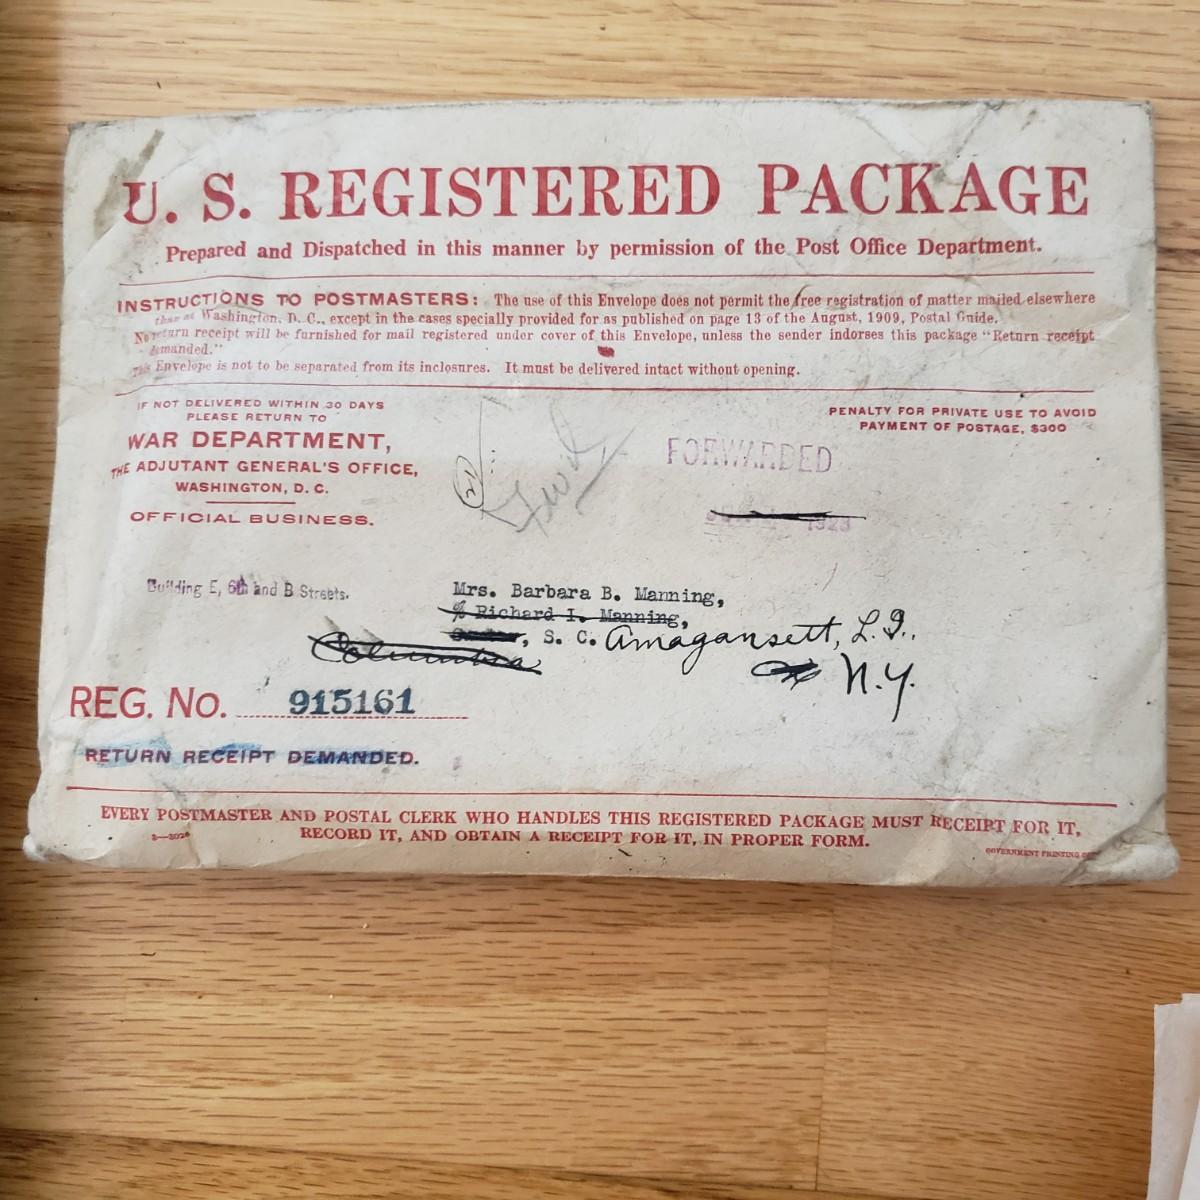 U. S. REGISTERED PACKAGE
Prepared and Dispatched in this manner by permission of the Post Office Department.
INSTRUCTIONS TO POSTMASTERS: The use of this Envelope does not permit the free registration of matter mailed elsewhere
than at Washington, D. C., except in the cases specially provided for as published on page 13 of the August, 1909, Postal Guide.
No return receipt will be furnished for mail registered under cover of this Envelope, unless the sender indorses this package "Return receipt
demanded."
This Envelope is not to be separated from its inclosures. It must be delivered intact without opening.
IF NOT DELIVERED WITHIN 30 DAYS
PLEASE RETURN TO
WAR DEPARTMENT,
THE ADJUTANT GENERAL'S OFFICE,
WASHINGTON, D. C.
OFFICIAL BUSINESS.
PENALTY FOR PRIVATE USE TO AVOID
PAYMENT OF POSTAGE, $300
FORWARDED
1923
Building E, 6th and B Streets.
Mrs. Barbara B. Manning,
% Richard I. Manning,
, S. C. Amagansett, L. I.,
Columbia
N.Y.
REG. No. 915161
RETURN RECEIPT DEMANDED.
EVERY POSTMASTER AND POSTAL CLERK WHO HANDLES THIS REGISTERED PACKAGE MUST RECEIPT FOR IT,
RECORD IT, AND OBTAIN A RECEIPT FOR IT, IN PROPER FORM.
GOVERNMENT PRINTING